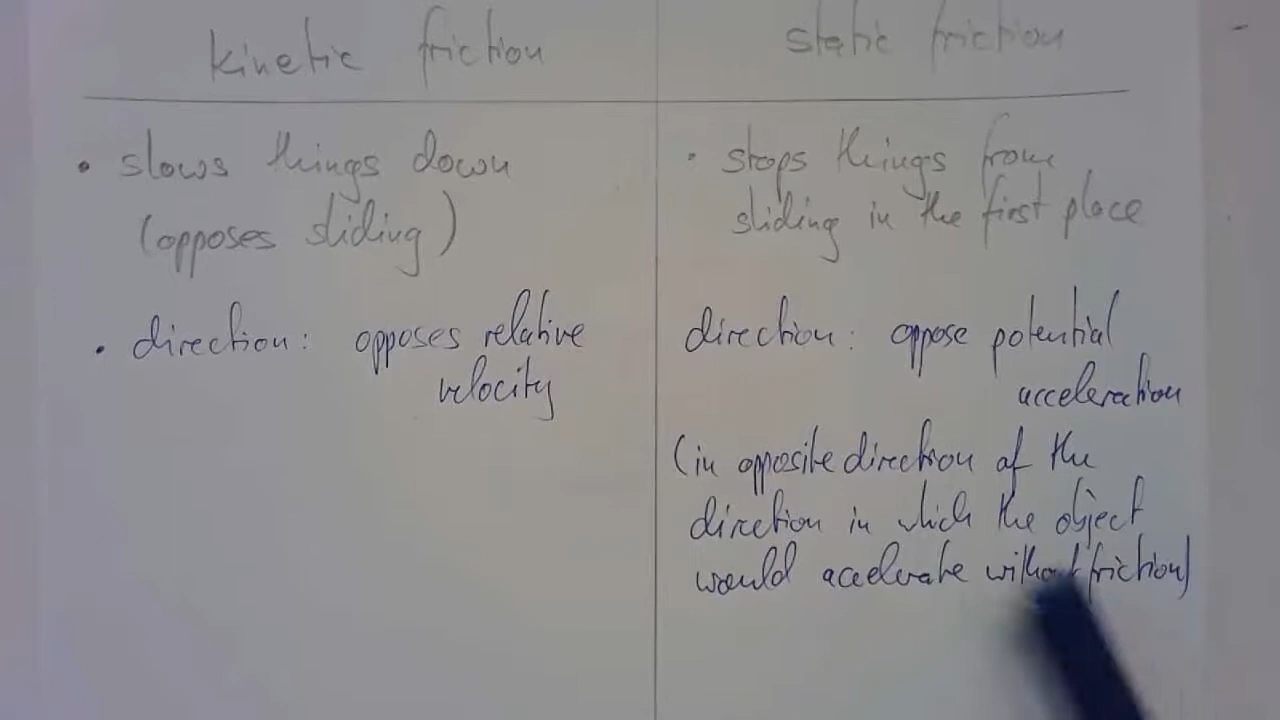 kinetic friction
• slows things down
(opposes sliding)
• direction: opposes relative
velocity
static friction
• stops things from
sliding in the first place
direction: oppose potential
acceleration
(in opposite direction of the
direction in which the object
would accelerate without friction)